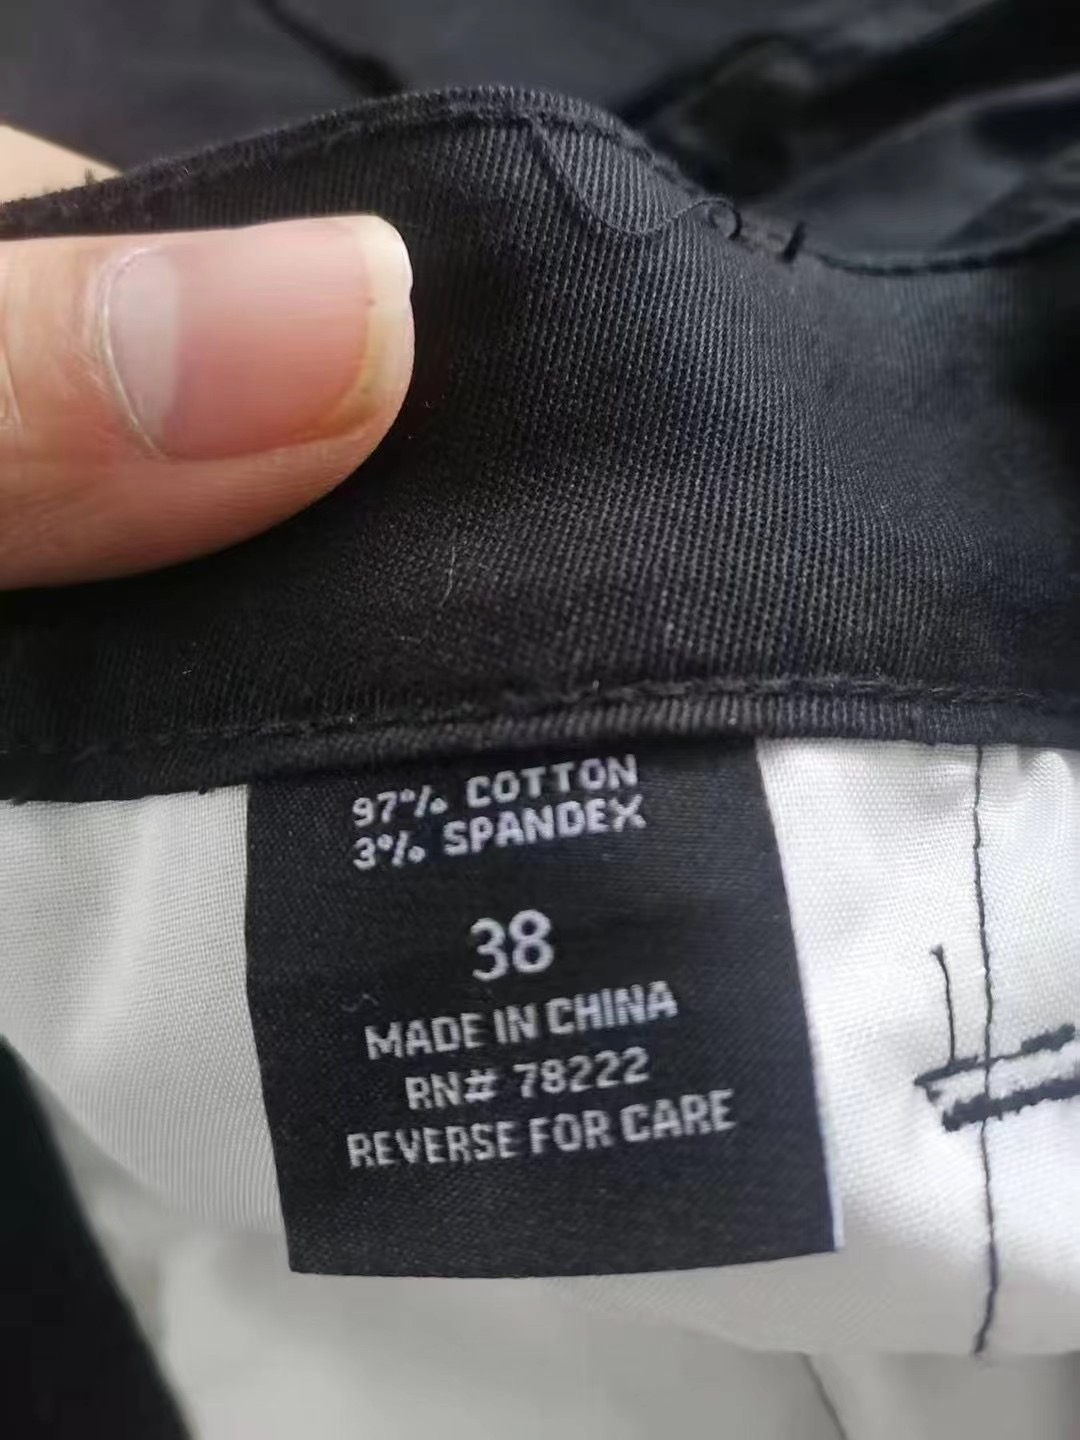 97% COTTON
3% SPANDEX
38
MADE IN CHINA
RN# 78222
REVERSE FOR CARE